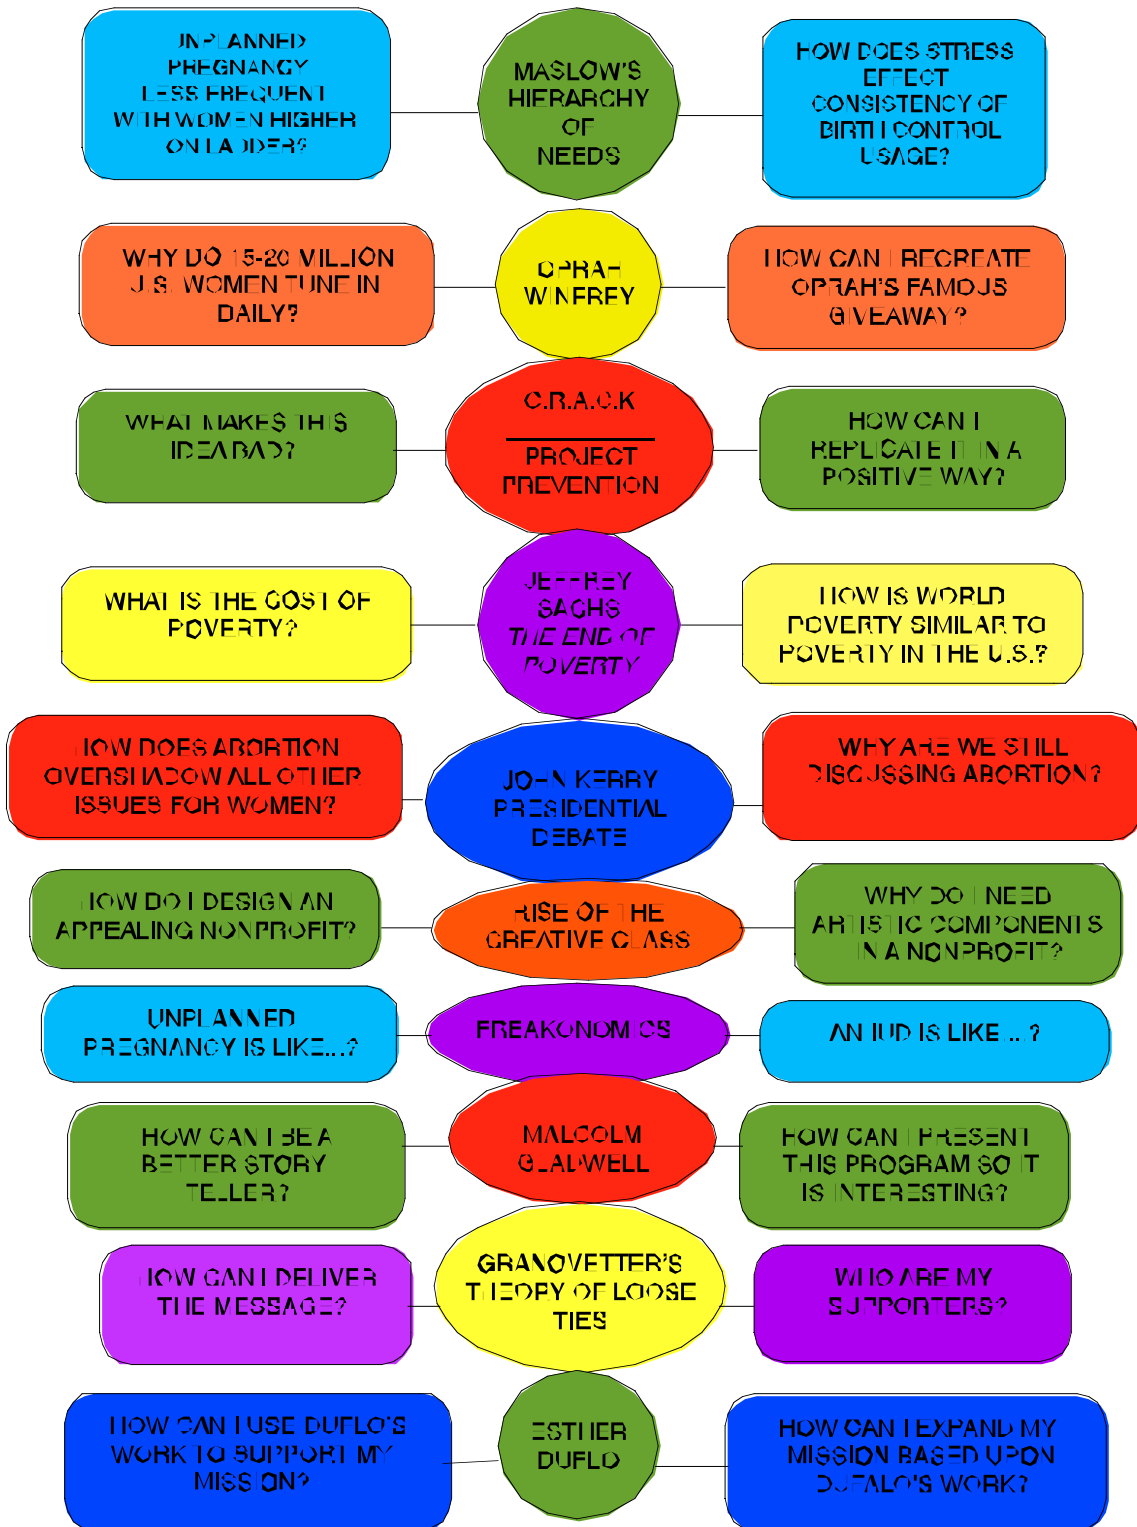 UNPLANNED
PREGNANCY
LESS FREQUENT
WITH WOMEN HIGHER
ON LADDER?
MASLOW'S
HIERARCHY
OF
NEEDS
HOW DOES STRESS
EFFECT
CONSISTENCY OF
BIRTH CONTROL
USAGE?
WHY DO 15-20 MILLION
U.S. WOMEN TUNE IN
DAILY?
OPRAH
WINFREY
HOW CAN I RECREATE
OPRAH'S FAMOUS
GIVEAWAY?
WHAT MAKES THIS
IDEA BAD?
C.R.A.C.K
PROJECT
PREVENTION
HOW CAN I
REPLICATE IT IN A
POSITIVE WAY?
WHAT IS THE COST OF
POVERTY?
JEFFREY
SACHS
THE END OF
POVERTY
HOW IS WORLD
POVERTY SIMILAR TO
POVERTY IN THE U.S.?
HOW DOES ABORTION
OVERSHADOW ALL OTHER
ISSUES FOR WOMEN?
JOHN KERRY
PRESIDENTIAL
DEBATE
WHY ARE WE STILL
DISCUSSING ABORTION?
HOW DO I DESIGN AN
APPEALING NONPROFIT?
RISE OF THE
CREATIVE CLASS
WHY DO I NEED
ARTISTIC COMPONENTS
IN A NONPROFIT?
UNPLANNED
PREGNANCY IS LIKE...?
FREAKONOMICS
AN IUD IS LIKE...?
HOW CAN I BE A
BETTER STORY
TELLER?
MALCOLM
GLADWELL
HOW CAN I PRESENT
THIS PROGRAM SO IT
IS INTERESTING?
HOW CAN I DELIVER
THE MESSAGE?
GRANOVETTER'S
THEORY OF LOOSE
TIES
WHO ARE MY
SUPPORTERS?
HOW CAN I USE DUFLO'S
WORK TO SUPPORT MY
MISSION?
ESTHER
DUFLO
HOW CAN I EXPAND MY
MISSION BASED UPON
DUFALO'S WORK?